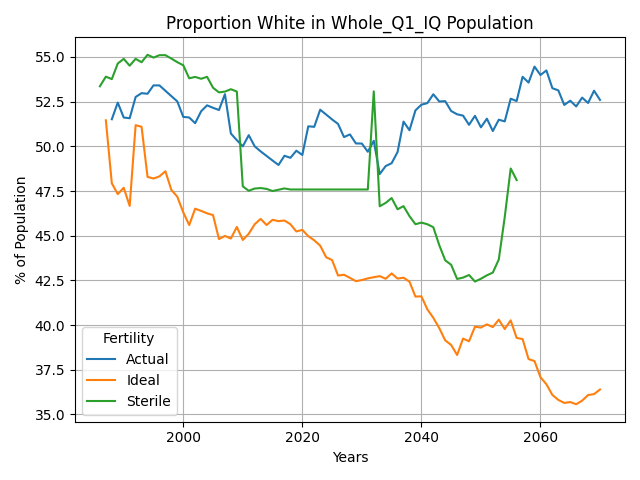 Proportion White in Whole_Q1_IQ Population
% of Population
55.0
52.5
50.0
47.5
45.0
42.5
40.0
37.5
35.0
Fertility
Actual
Ideal
Sterile
2000
2020
2040
2060
Years